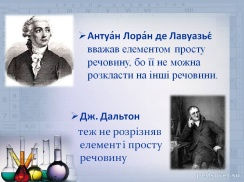 Антуа́н Лора́н де Лавуазьє́
вважав елементом просту
речовину, бо її не можна
розкласти на інші речовини.
Дж. Дальтон
теж не розрізняв
елемент і просту
речовину